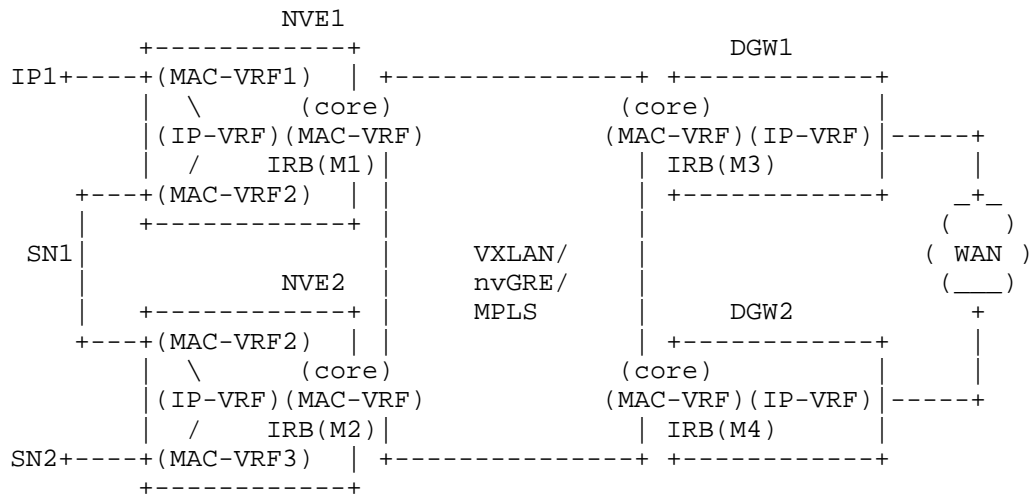 NVE1
         +------------+                          DGW1
IP1+----+(MAC-VRF1)   |  +---------------+ +------------+
         |  \      (core)              (core)           |
         |(IP-VRF)(MAC-VRF)           (MAC-VRF)(IP-VRF)|-----+
         |  /     IRB(M1)|               | IRB(M3)      |     |
    +---+(MAC-VRF2)   |  |               | +------------+    _+_
    |    +------------+  |               |                  (   )
 SN1|                    |     VXLAN/    |                 ( WAN )
    |             NVE2   |     nvGRE/    |                  (___)
    |    +------------+  |     MPLS      |       DGW2         +
    +---+(MAC-VRF2)   |  |               | +------------+     |
         |  \      (core)              (core)           |     |
         |(IP-VRF)(MAC-VRF)           (MAC-VRF)(IP-VRF)|-----+
         |  /     IRB(M2)|               | IRB(M4)      |
SN2+----+(MAC-VRF3)   |  +---------------+ +------------+
         +------------+